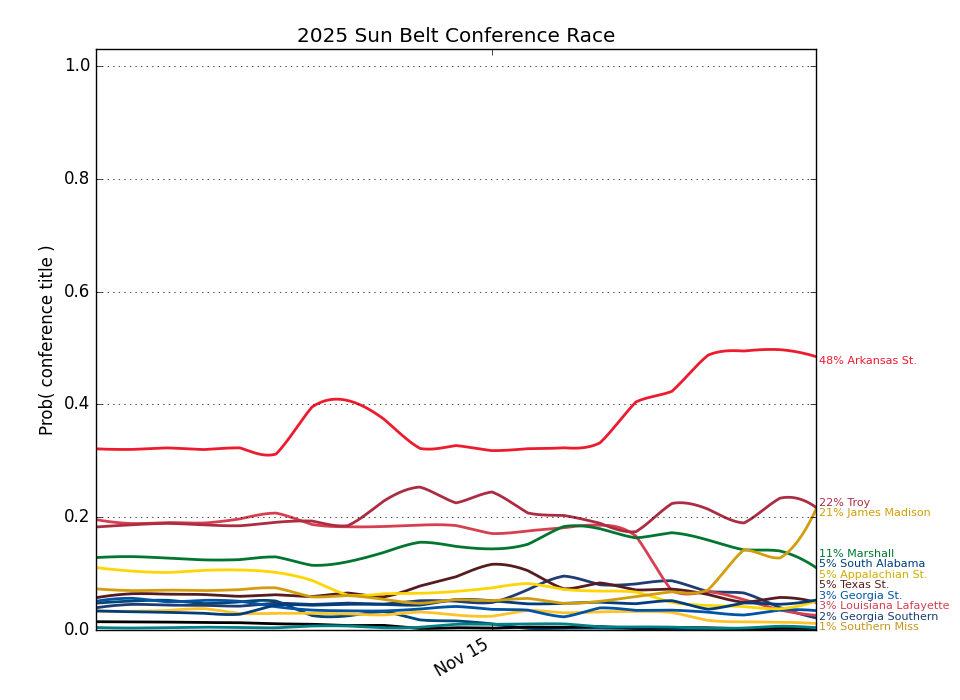 2025 Sun Belt Conference Race
1.0
0.8
0.6
0.4
0.2
0.0
Prob( conference title )
Nov 15
48% Arkansas St.
22% Troy
21% James Madison
11% Marshall
5% South Alabama
5% Appalachian St.
5% Texas St.
3% Georgia St.
3% Louisiana Lafayette
2% Georgia Southern
1% Southern Miss